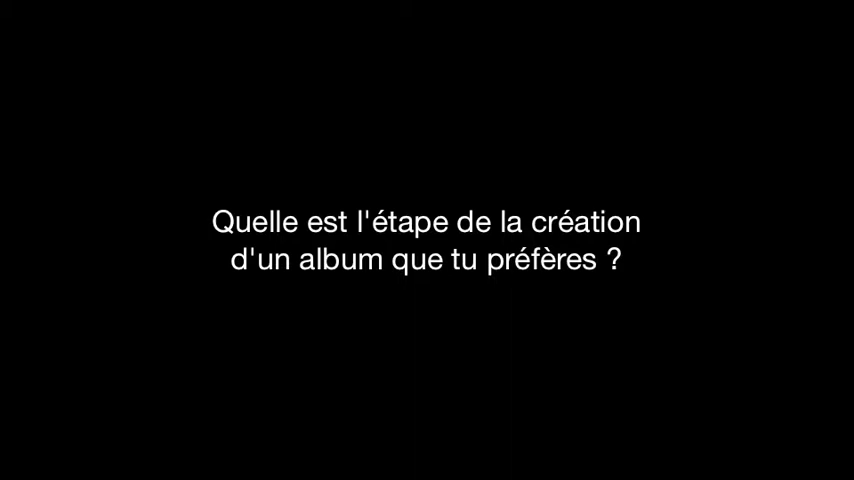 Quelle est l'étape de la création
d'un album que tu préfères ?